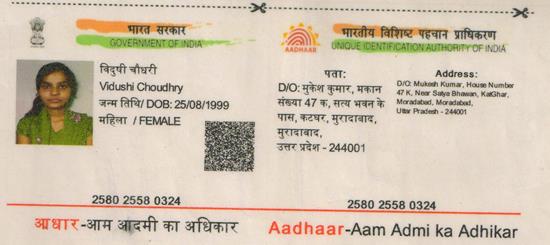 भारत सरकार
GOVERNMENT OF INDIA
विदुषी चौधरी
Vidushi Choudhry
जन्म तिथि/ DOB: 25/08/1999
महिला / FEMALE
2580 2558 0324
आधार-आम आदमी का अधिकार
भारतीय विशिष्ट पहचान प्राधिकरण
UNIQUE IDENTIFICATION AUTHORITY OF INDIA
AADHAAR
पता:
D/O: मुकेश कुमार, मकान
संख्या 47 क, सत्य भवन के
पास, कटघर, मुरादाबाद,
मुरादाबाद,
उत्तर प्रदेश - 244001
Address:
D/O: Mukesh Kumar, House Number
47 K, Near Satya Bhawan, KatGhar,
Moradabad, Moradabad,
Uttar Pradesh - 244001
2580 2558 0324
Aadhaar-Aam Admi ka Adhikar